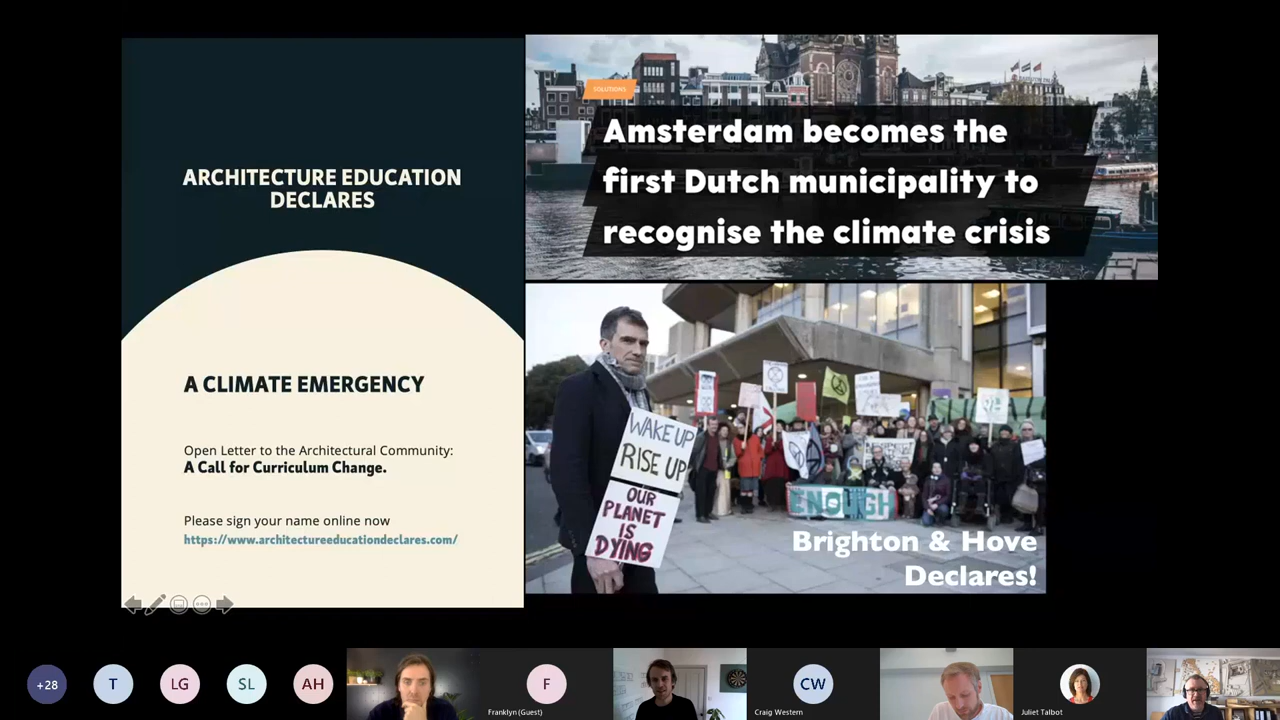 ARCHITECTURE EDUCATION
DECLARES
A CLIMATE EMERGENCY
Open Letter to the Architectural Community:
A Call for Curriculum Change.
Please sign your name online now
https://www.architectureeducationdeclares.com/
SOLUTIONS
Amsterdam becomes the
first Dutch municipality to
recognise the climate crisis
WAKE UP
RISE UP
OUR
PLANET
IS
DYING
ENOUGH
Brighton & Hove
Declares!
+28
T
LG
SL
AH
F
Franklyn (Guest)
CW
Craig Western
Juliet Talbot